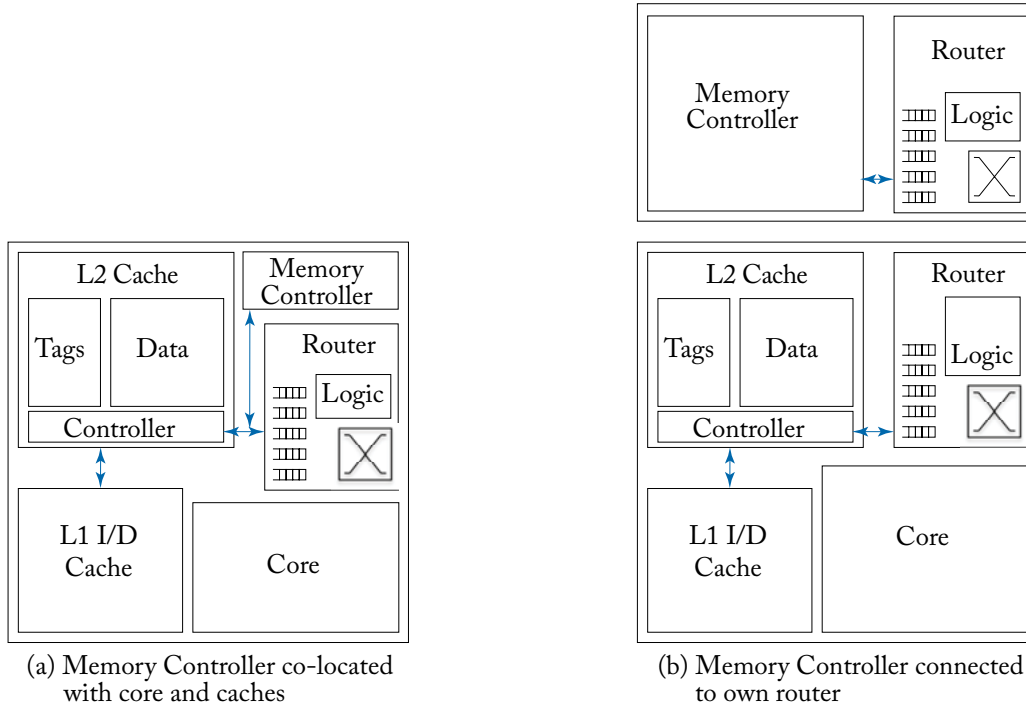 L2 Cache
Tags
Data
Controller
Memory
Controller
Router
Logic
L1 I/D
Cache
Core
(a) Memory Controller co-located
with core and caches
Memory
Controller
Router
Logic
L2 Cache
Tags
Data
Controller
Router
Logic
L1 I/D
Cache
Core
(b) Memory Controller connected
to own router